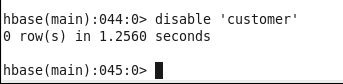 hbase(main):044:0> disable 'customer'
0 row(s) in 1.2560 seconds
hbase(main):045:0>